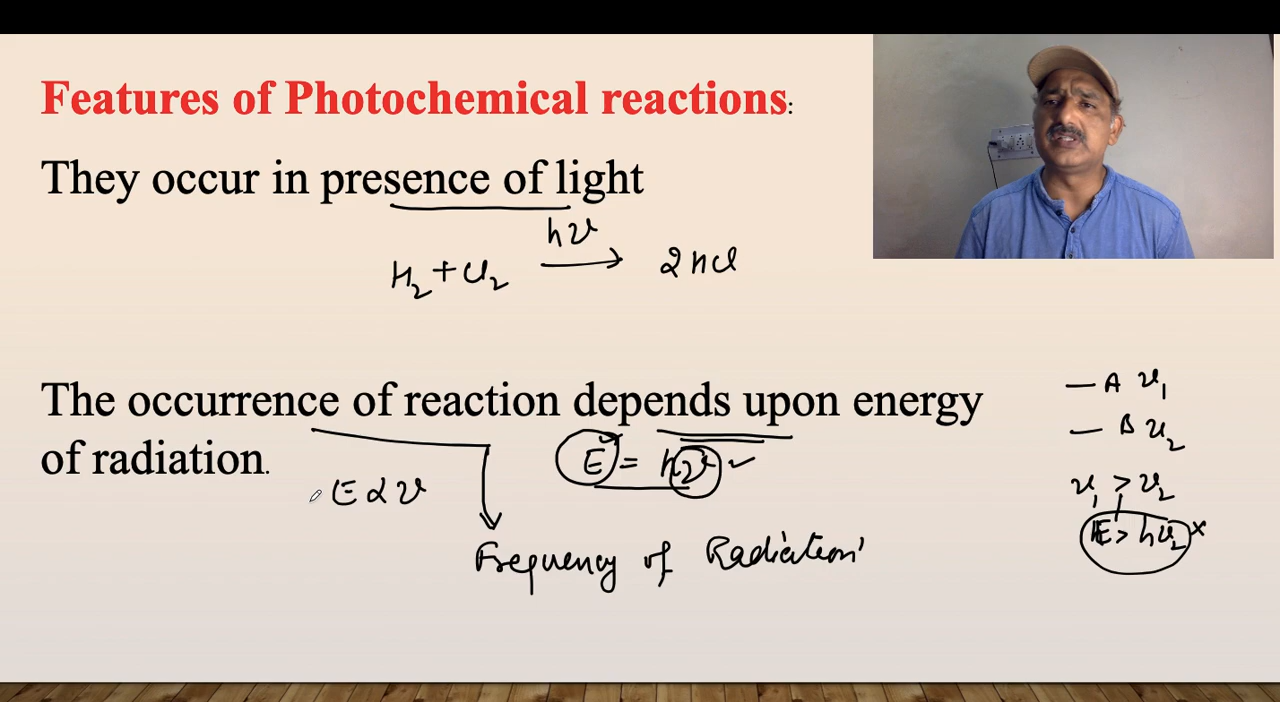 Features of Photochemical reactions:
They occur in presence of light
hν
H₂ + Cl₂ → 2HCl
The occurrence of reaction depends upon energy
of radiation.
E = hν ✓
E α ν
Frequency of Radiation
– A ν₁
– B ν₂
ν₁ > ν₂
E > hν₂ ×